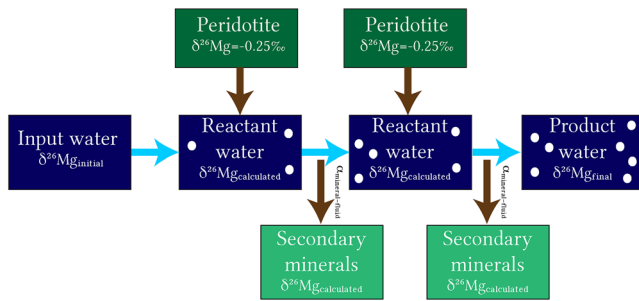 Peridotite
δ²⁶Mg=-0.25‰
Peridotite
δ²⁶Mg=-0.25‰
Input water
δ²⁶Mginitial
Reactant
water
δ²⁶Mgcalculated
Reactant
water
δ²⁶Mgcalculated
Product
water
δ²⁶Mgfinal
αmineral-fluid
αmineral-fluid
Secondary
minerals
δ²⁶Mgcalculated
Secondary
minerals
δ²⁶Mgcalculated